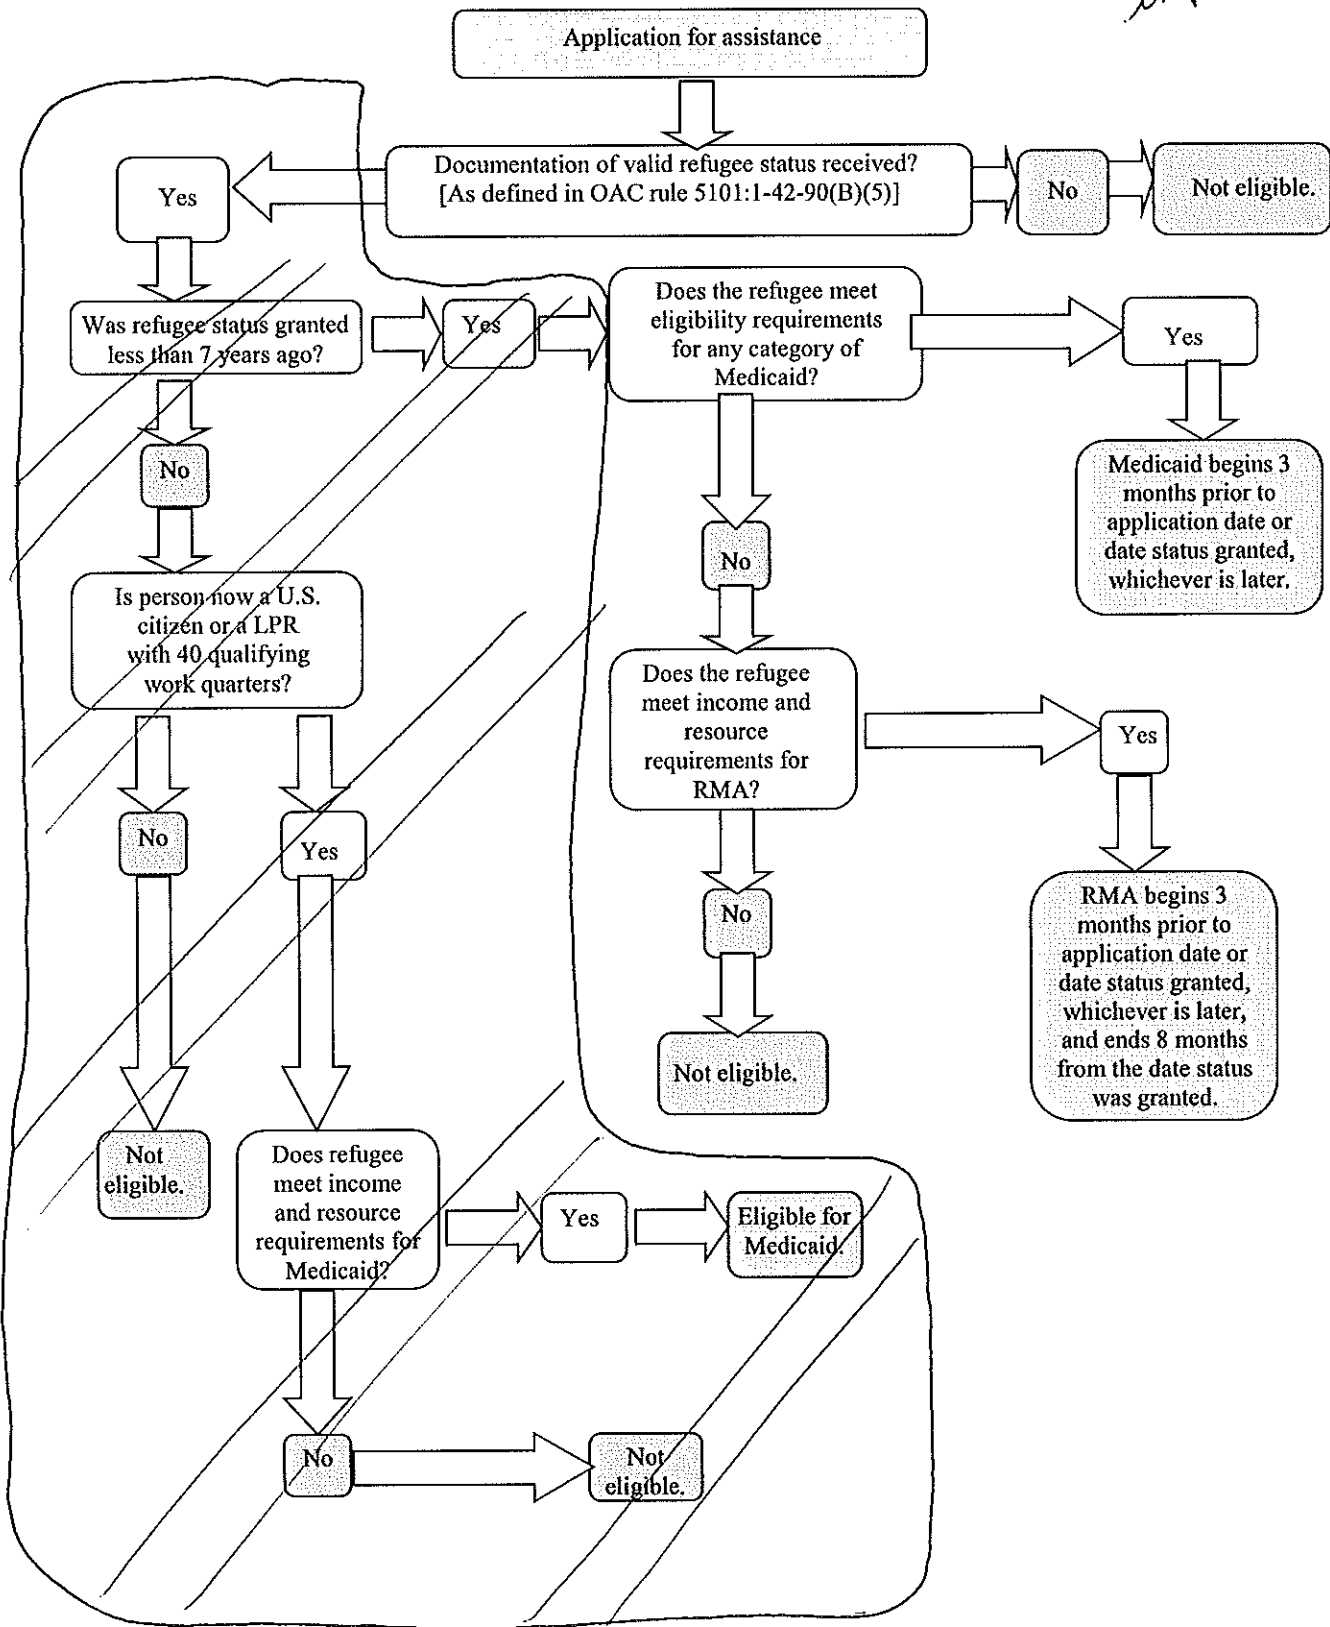 Application for assistance
Documentation of valid refugee status received?
[As defined in OAC rule 5101:1-42-90(B)(5)]
Yes
No
Not eligible.
Was refugee status granted
less than 7 years ago?
Yes
Does the refugee meet
eligibility requirements
for any category of
Medicaid?
Yes
No
Medicaid begins 3
months prior to
application date or
date status granted,
whichever is later.
No
Is person now a U.S.
citizen or a LPR
with 40 qualifying
work quarters?
Does the refugee
meet income and
resource
requirements for
RMA?
Yes
No
Yes
No
RMA begins 3
months prior to
application date or
date status granted,
whichever is later,
and ends 8 months
from the date status
was granted.
Not eligible.
Not
eligible.
Does refugee
meet income
and resource
requirements for
Medicaid?
Yes
Eligible for
Medicaid.
No
Not
eligible.